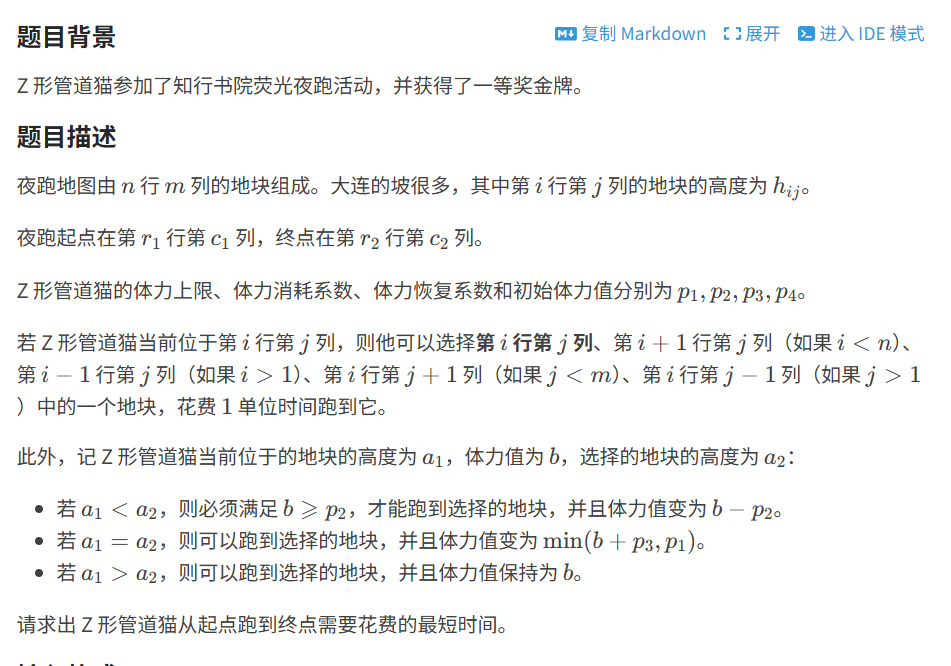 题目背景
复制 Markdown 展开 进入 IDE 模式
Z 形管道猫参加了知行书院荧光夜跑活动，并获得了一等奖金牌。
题目描述
夜跑地图由 n 行 m 列的地块组成。大连的坡很多，其中第 i 行第 j 列的地块的高度为 h_{ij}。
夜跑起点在第 r_1 行第 c_1 列，终点在第 r_2 行第 c_2 列。
Z 形管道猫的体力上限、体力消耗系数、体力恢复系数和初始体力值分别为 p_1, p_2, p_3, p_4。
若 Z 形管道猫当前位于第 i 行第 j 列，则他可以选择第 i 行第 j 列、第 i + 1 行第 j 列（如果 i < n）、
第 i − 1 行第 j 列（如果 i > 1）、第 i 行第 j + 1 列（如果 j < m）、第 i 行第 j − 1 列（如果 j > 1
）中的一个地块，花费 1 单位时间跑到它。
此外，记 Z 形管道猫当前位于的地块的高度为 a_1，体力值为 b，选择的地块的高度为 a_2：
• 若 a_1 < a_2，则必须满足 b ⩾ p_2，才能跑到选择的地块，并且体力值变为 b − p_2。
• 若 a_1 = a_2，则可以跑到选择的地块，并且体力值变为 min(b + p_3, p_1)。
• 若 a_1 > a_2，则可以跑到选择的地块，并且体力值保持为 b。
请求出 Z 形管道猫从起点跑到终点需要花费的最短时间。